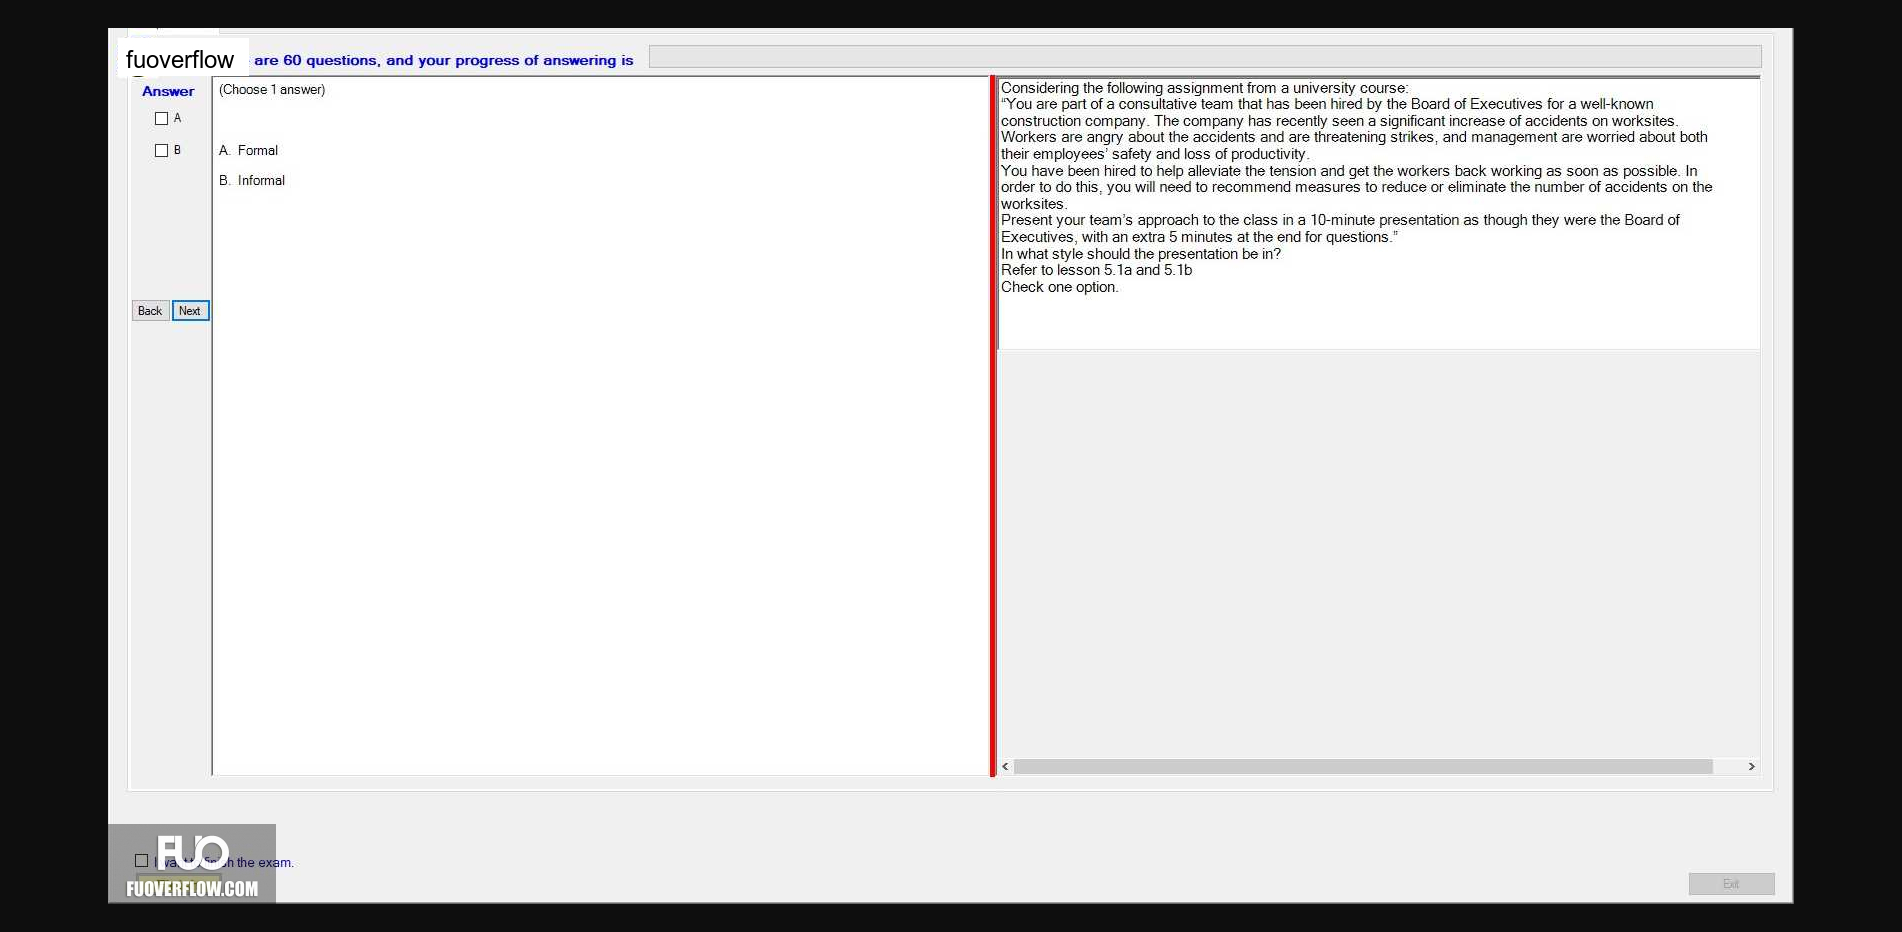 fuoverflow are 60 questions, and your progress of answering is
Answer
A
B
Back Next
(Choose 1 answer)
A. Formal
B. Informal
Considering the following assignment from a university course:
“You are part of a consultative team that has been hired by the Board of Executives for a well-known
construction company. The company has recently seen a significant increase of accidents on worksites.
Workers are angry about the accidents and are threatening strikes, and management are worried about both
their employees’ safety and loss of productivity.
You have been hired to help alleviate the tension and get the workers back working as soon as possible. In
order to do this, you will need to recommend measures to reduce or eliminate the number of accidents on the
worksites.
Present your team’s approach to the class in a 10-minute presentation as though they were the Board of
Executives, with an extra 5 minutes at the end for questions.”
In what style should the presentation be in?
Refer to lesson 5.1a and 5.1b
Check one option.
FUO
I want to finish the exam.
FUOVERFLOW.COM
Exit